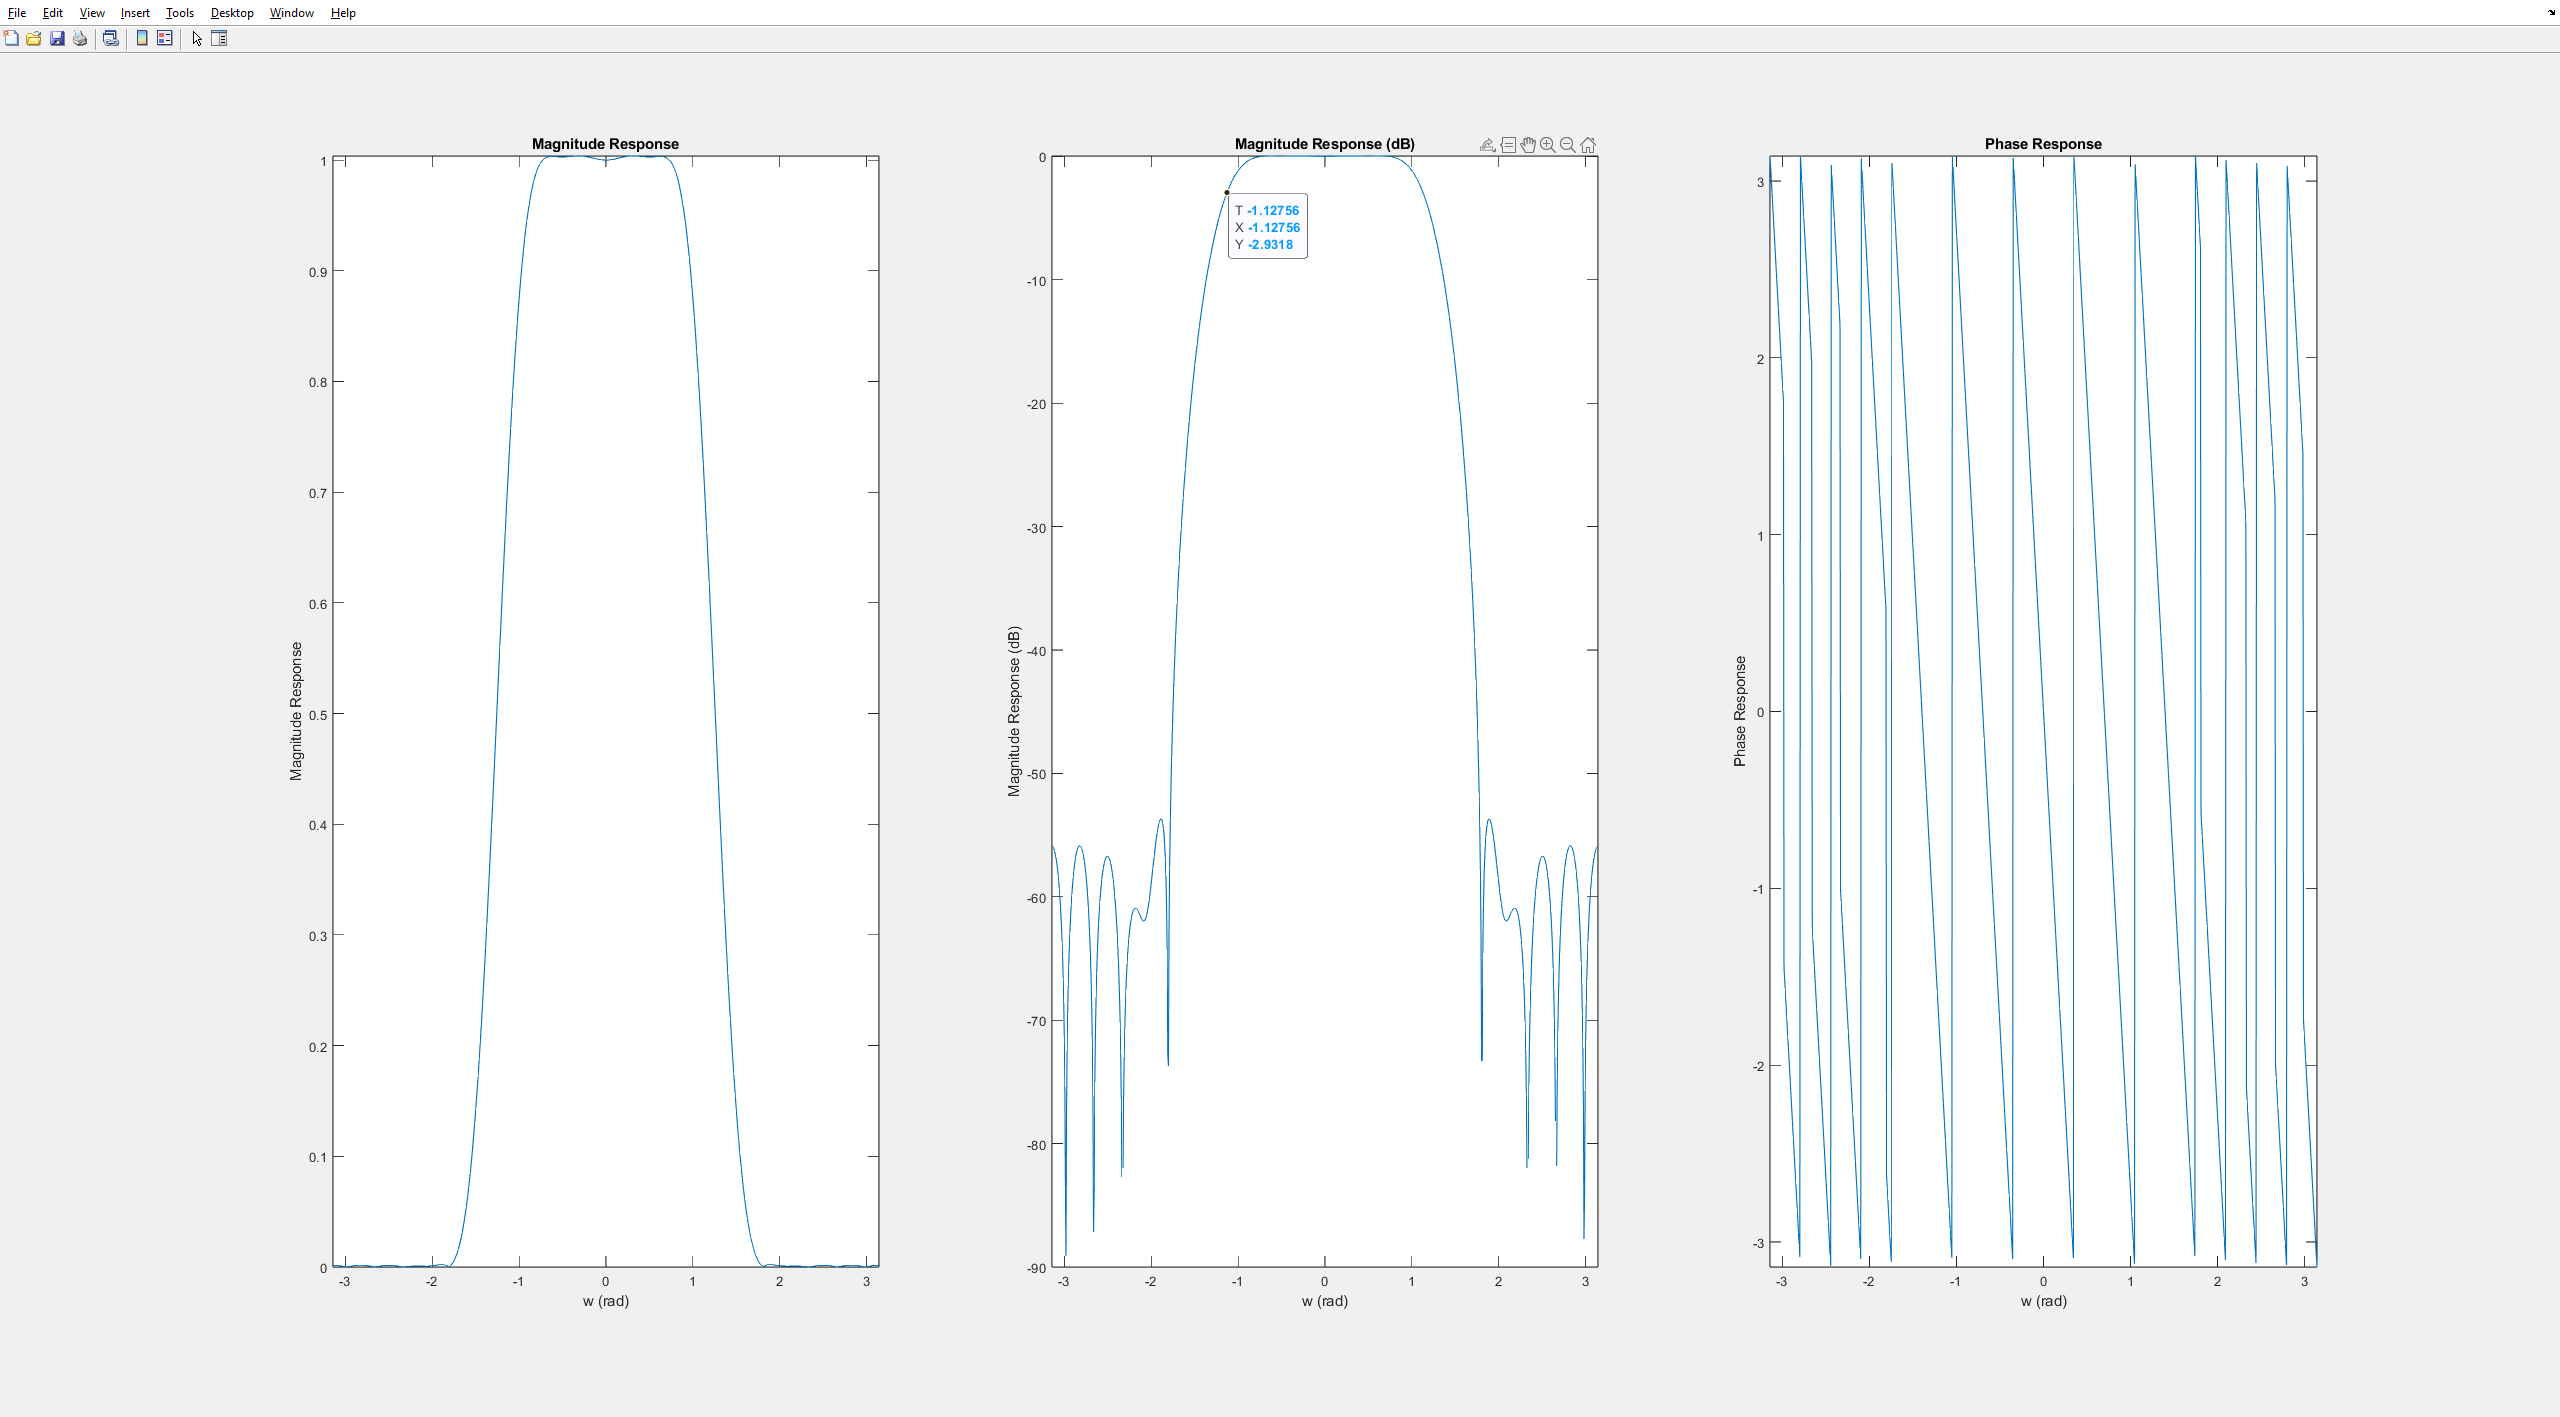 File Edit View Insert Tools Desktop Window Help
Magnitude Response
Magnitude Response
1
0.9
0.8
0.7
0.6
0.5
0.4
0.3
0.2
0.1
0
-3 -2 -1 0 1 2 3
w (rad)
Magnitude Response (dB)
Magnitude Response (dB)
0
-10
-20
-30
-40
-50
-60
-70
-80
-90
T -1.12756
X -1.12756
Y -2.9318
-3 -2 -1 0 1 2 3
w (rad)
Phase Response
Phase Response
3
2
1
0
-1
-2
-3
-3 -2 -1 0 1 2 3
w (rad)